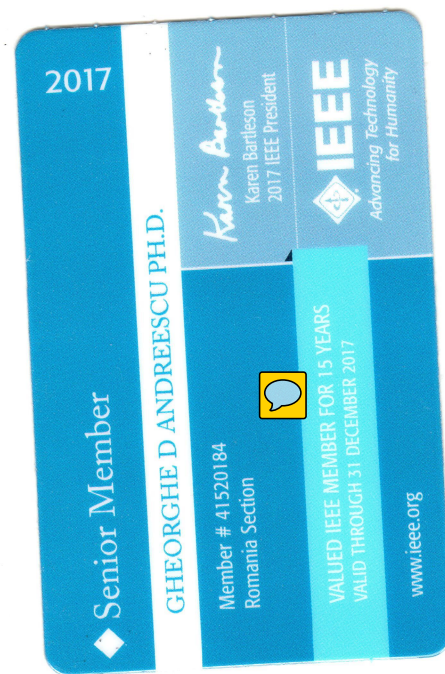 2017
Senior Member
GHEORGHE D ANDREESCU PH.D.
Member # 41520184
Romania Section
VALUED IEEE MEMBER FOR 15 YEARS
VALID THROUGH 31 DECEMBER 2017
www.ieee.org
Karen Bartleson
Karen Bartleson
2017 IEEE President
IEEE
Advancing Technology
for Humanity